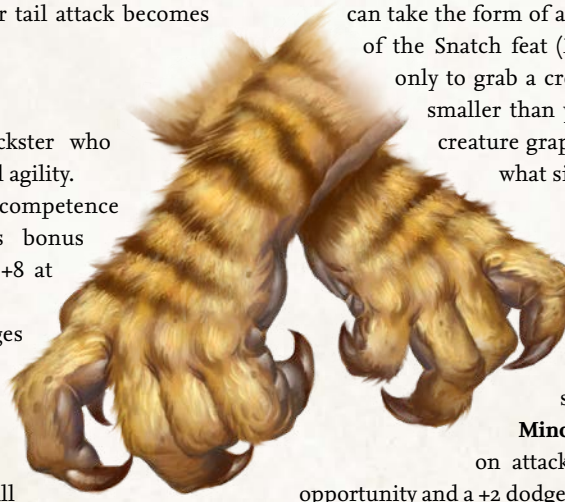 r tail attack becomes
ckster who
l agility.
competence
s bonus
+8 at
ges
ll
can take the form of a
of the Snatch feat (
only to grab a cre
smaller than
creature grap
what si
s
Minc
on attack
opportunity and a +2 dodge